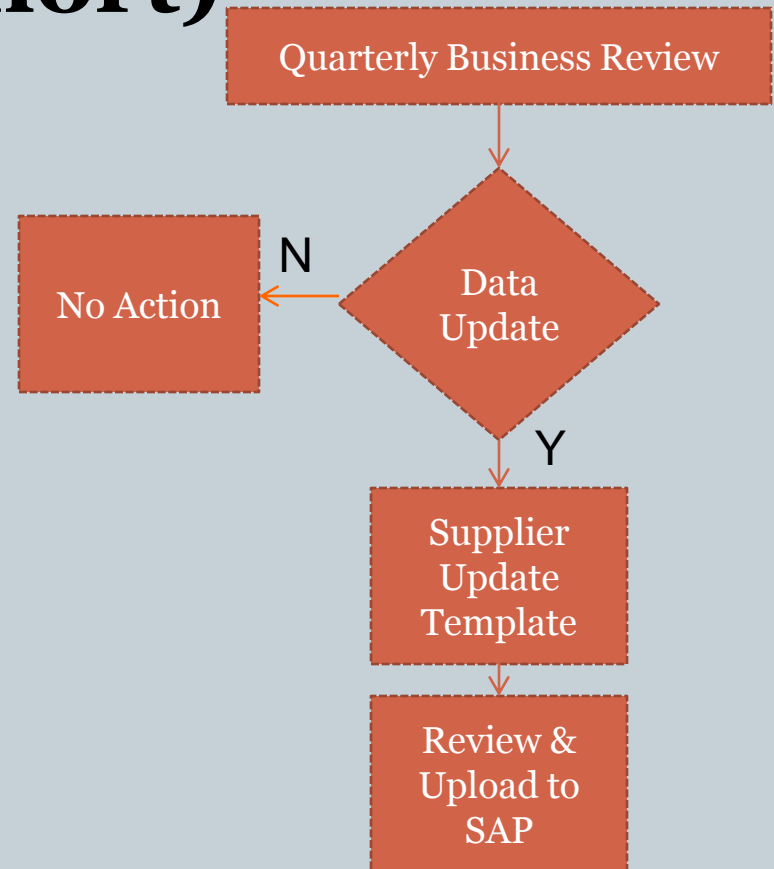 Quarterly Business Review
Data
Update
N
No Action
Y
Supplier
Update
Template
Review &
Upload to
SAP